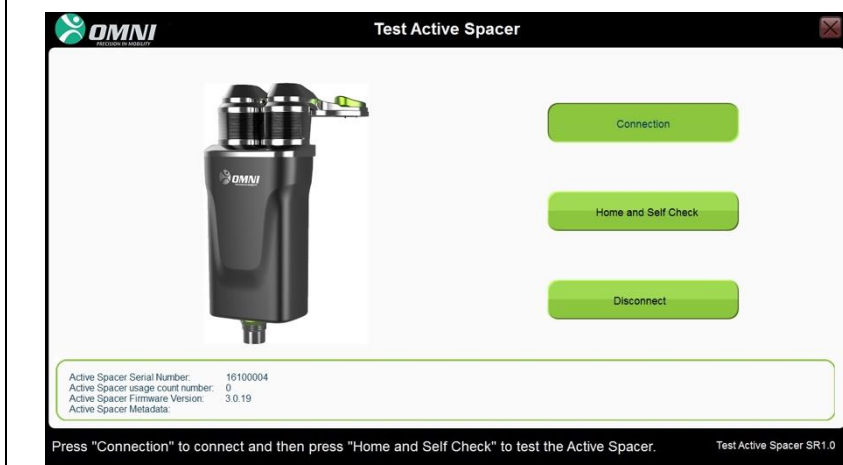 OMNI
PRECISION IN MOBILITY
Test Active Spacer
OMNI
Connection
Home and Self Check
Disconnect
Active Spacer Serial Number: 16100004
Active Spacer usage count number: 0
Active Spacer Firmware Version: 3.0.19
Active Spacer Metadata:
Press "Connection" to connect and then press "Home and Self Check" to test the Active Spacer.
Test Active Spacer SR1.0